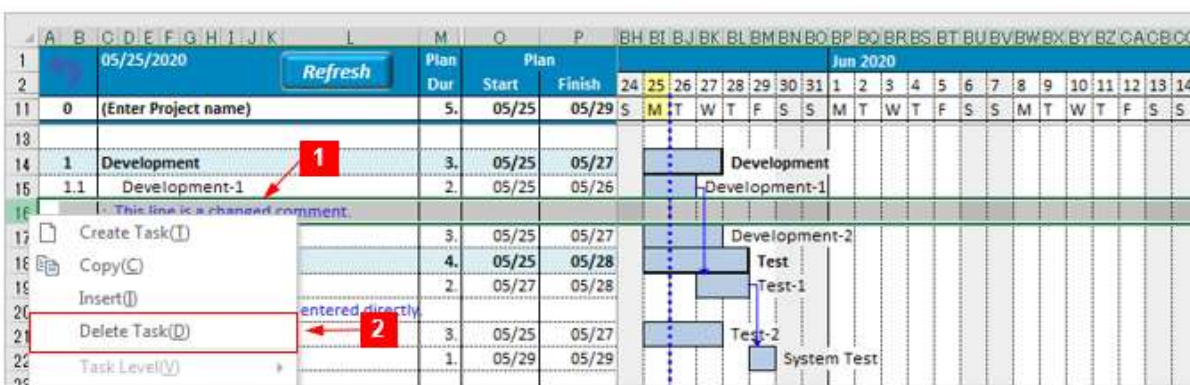 A B C D E F G H I J K L M O P BH BI BJ BK BL BM BN BO BP BQ BR BS BT BU BV BW BX BY BZ CA CB CC
1 05/25/2020 Refresh Plan Plan Jun 2020
2 Dur Start Finish 24 25 26 27 28 29 30 31 1 2 3 4 5 6 7 8 9 10 11 12 13 14
11 0 (Enter Project name) 5. 05/25 05/29 S M T W T F S S M T W T F S S M T W T F S S
13
14 1 Development 3. 05/25 05/27 Development
1
15 1.1 Development-1 2. 05/25 05/26 Development-1
16 : This line is a changed comment.
17 Create Task(T) 3. 05/25 05/27 Development-2
18 Copy(C) 4. 05/25 05/28 Test
19 2. 05/27 05/28 Test-1
Insert(I)
20 entered directly.
21 Delete Task(D) 2 3. 05/25 05/27 Test-2
22 Task Level(V) 1. 05/29 05/29 System Test